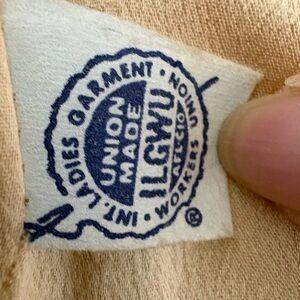 INT. LADIES GARMENT • WORKERS • UNION •
UNION
MADE
ILGWU
AFL·CIO
®